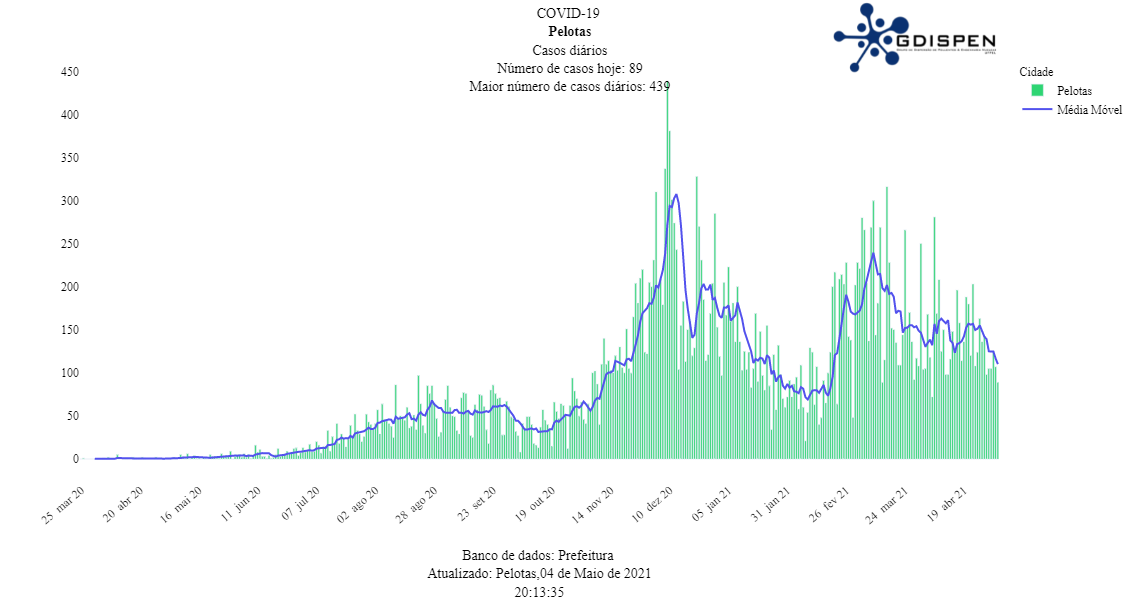 COVID-19
Pelotas
Casos diários
Número de casos hoje: 89
Maior número de casos diários: 439
GDISPEN
Cidade
Pelotas
Média Móvel
450
400
350
300
250
200
150
100
50
0
25 mar 20
20 abr 20
16 mai 20
11 jun 20
07 jul 20
02 ago 20
28 ago 20
23 set 20
19 out 20
14 nov 20
10 dez 20
05 jan 21
31 jan 21
26 fev 21
24 mar 21
19 abr 21
Banco de dados: Prefeitura
Atualizado: Pelotas,04 de Maio de 2021
20:13:35